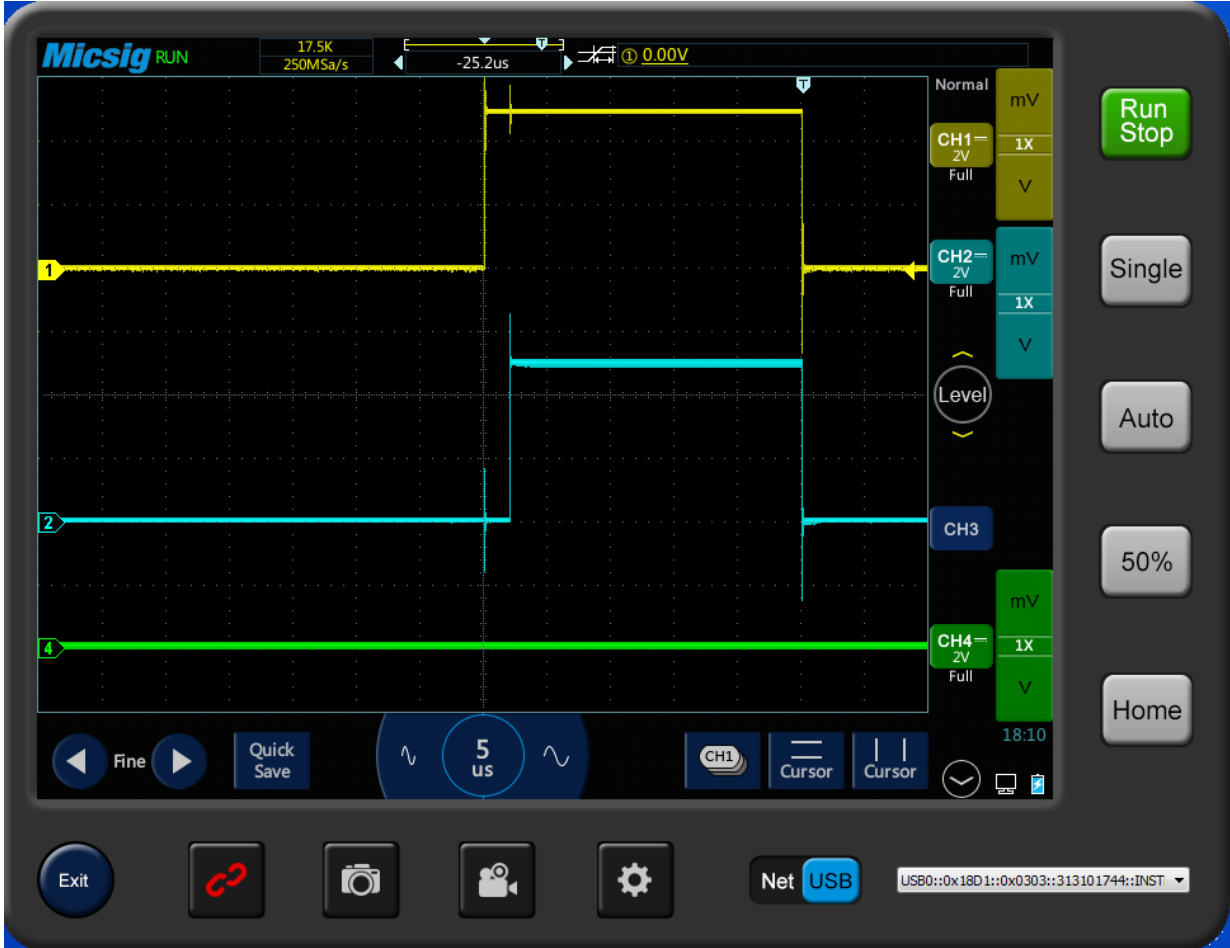 Micsig RUN
17.5K
250MSa/s
-25.2us
T
① 0.00V
T
Normal
mV
CH1
2V
1X
Full
V
1
CH2
2V
mV
Full
1X
V
Level
2
CH3
mV
4
CH4
2V
1X
Full
V
18:10
Fine
Quick
Save
5
us
CH1
Cursor
Cursor
Run
Stop
Single
Auto
50%
Home
Exit
Net USB
USB0::0x18D1::0x0303::313101744::INST